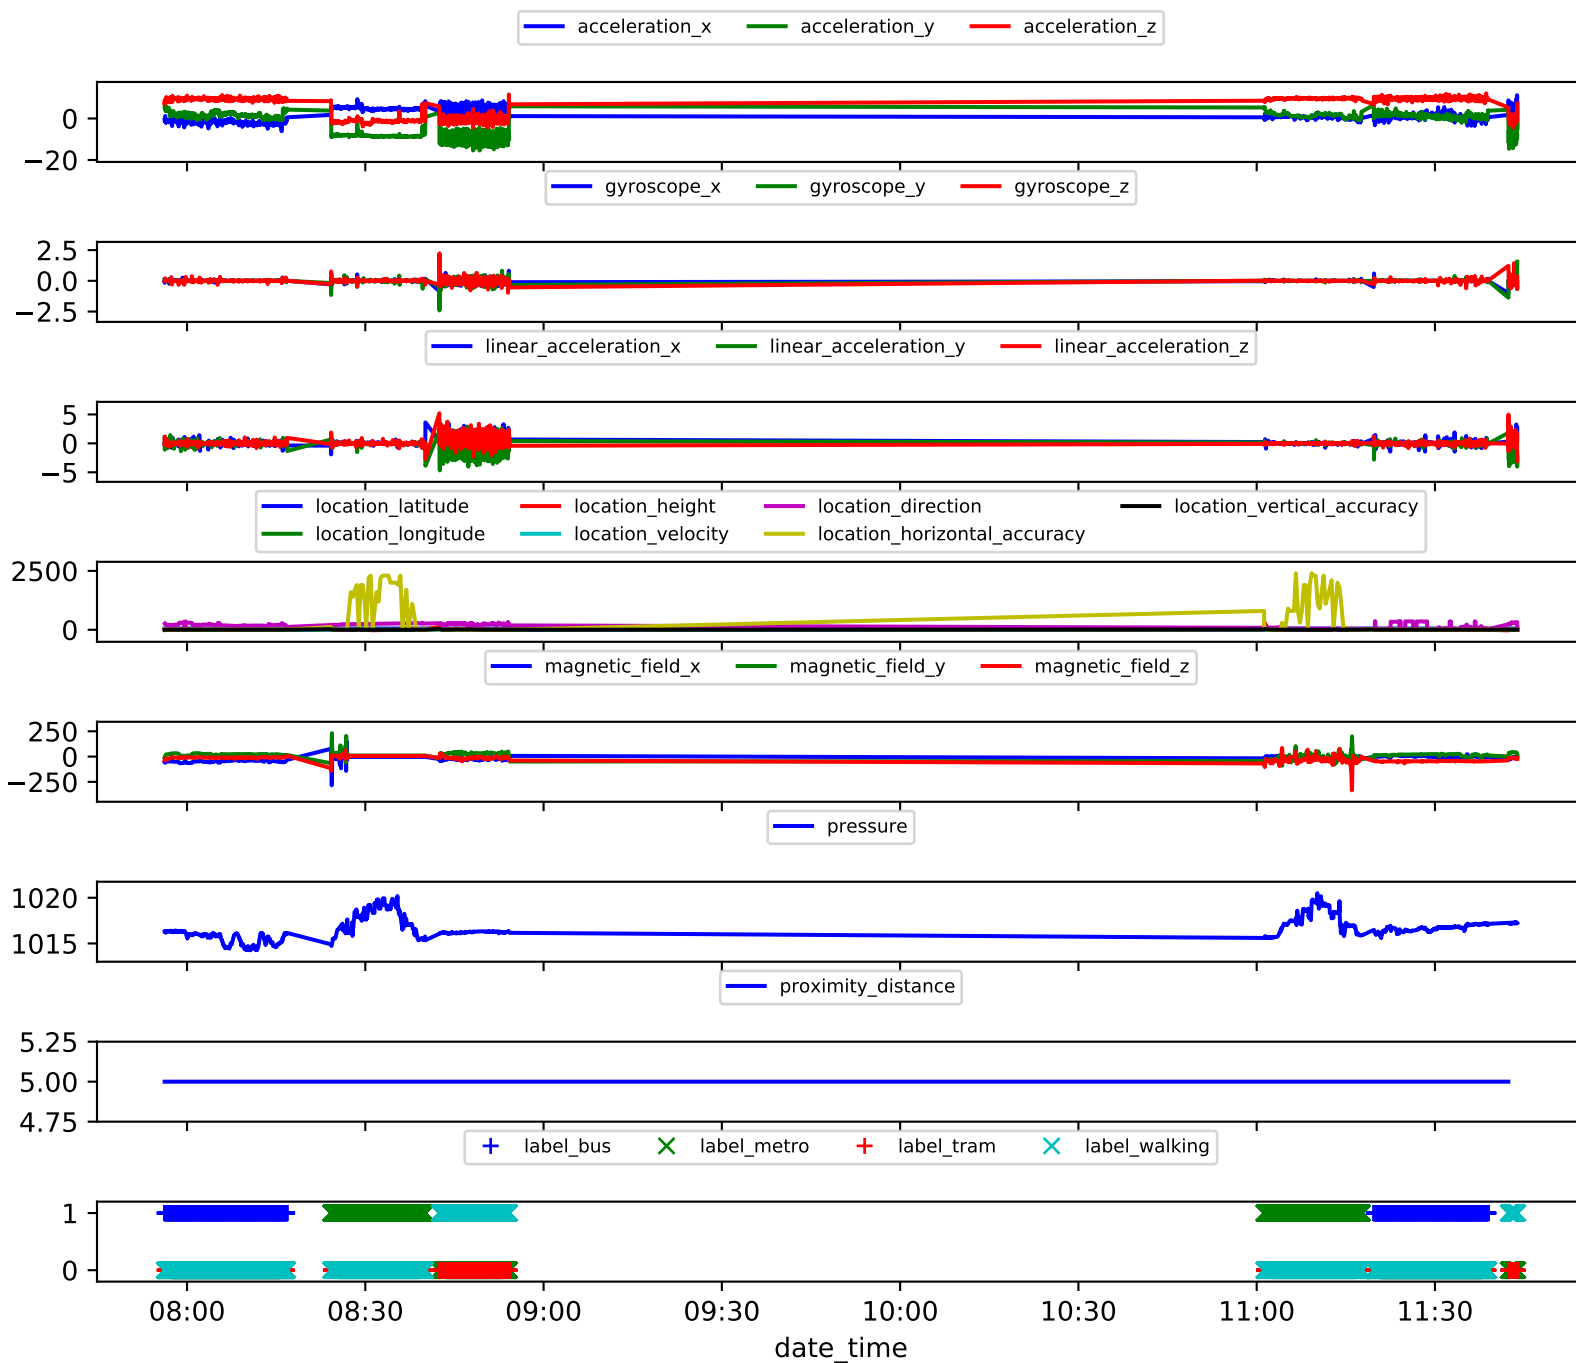 acceleration_x acceleration_y acceleration_z
0
−20
gyroscope_x gyroscope_y gyroscope_z
2.5
0.0
−2.5
linear_acceleration_x linear_acceleration_y linear_acceleration_z
5
0
−5
location_latitude location_height location_direction location_vertical_accuracy
location_longitude location_velocity location_horizontal_accuracy
2500
0
magnetic_field_x magnetic_field_y magnetic_field_z
250
0
−250
pressure
1020
1015
proximity_distance
5.25
5.00
4.75
label_bus label_metro label_tram label_walking
1
0
08:00 08:30 09:00 09:30 10:00 10:30 11:00 11:30
date_time